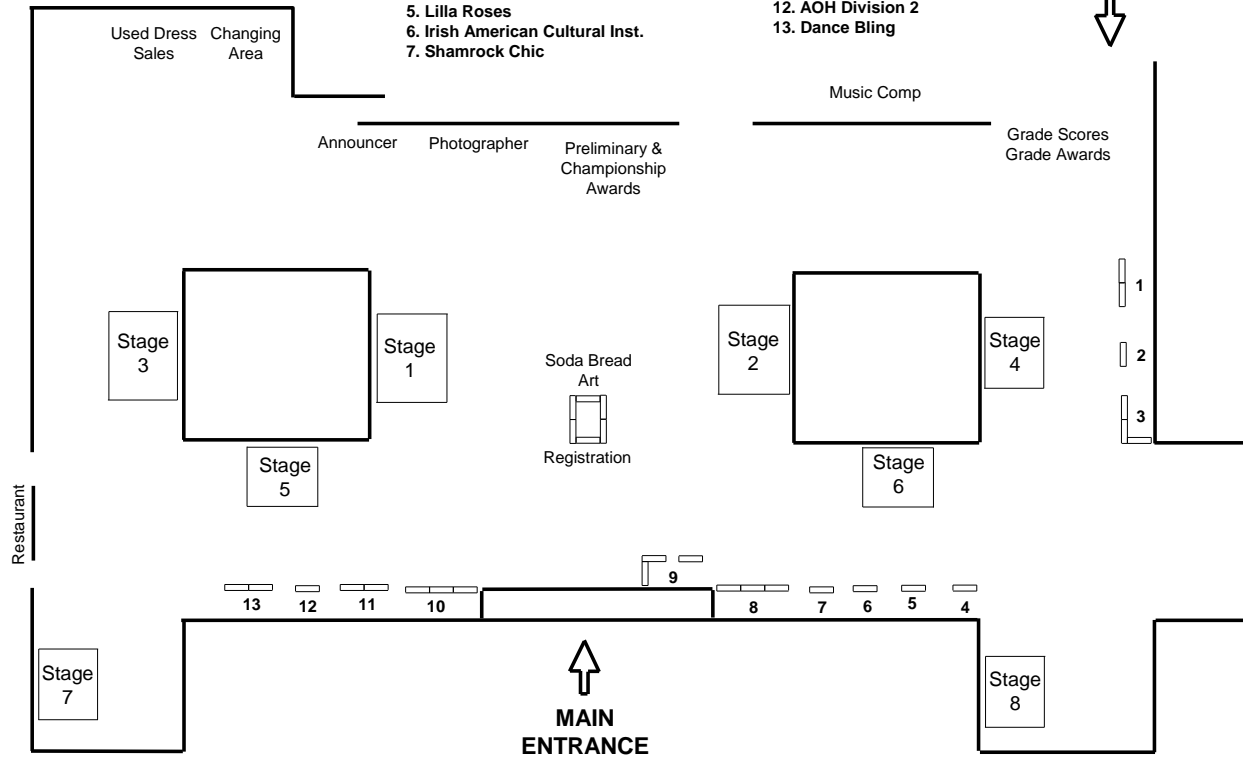 5. Lilla Roses
6. Irish American Cultural Inst.
7. Shamrock Chic
12. AOH Division 2
13. Dance Bling
Used Dress
Sales
Changing
Area
Music Comp
Announcer
Photographer
Preliminary &
Championship
Awards
Grade Scores
Grade Awards
1
2
3
Stage
3
Stage
1
Soda Bread
Art
Registration
Stage
2
Stage
4
Stage
5
Stage
6
Restaurant
13
12
11
10
9
8
7
6
5
4
Stage
7
MAIN
ENTRANCE
Stage
8